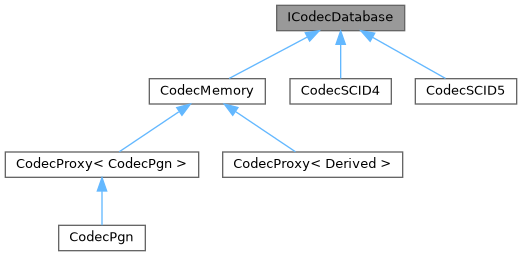 ICodecDatabase
CodecMemory
CodecSCID4
CodecSCID5
CodecProxy< CodecPgn >
CodecProxy< Derived >
CodecPgn